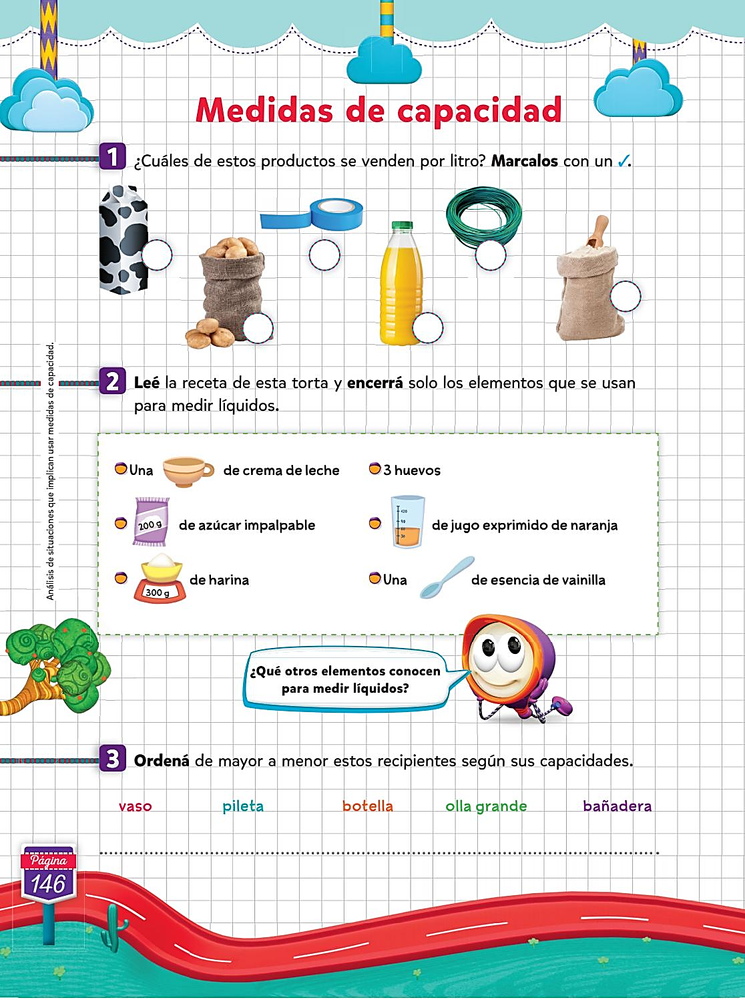 Medidas de capacidad
1 ¿Cuáles de estos productos se venden por litro? Marcalos con un ✓.
2 Leé la receta de esta torta y encerrá solo los elementos que se usan
para medir líquidos.
Una de crema de leche
3 huevos
200 g de azúcar impalpable
120
90
60
30
de jugo exprimido de naranja
300 g de harina
Una de esencia de vainilla
¿Qué otros elementos conocen
para medir líquidos?
3 Ordená de mayor a menor estos recipientes según sus capacidades.
vaso pileta botella olla grande bañadera
Análisis de situaciones que implican usar medidas de capacidad.
Página
146